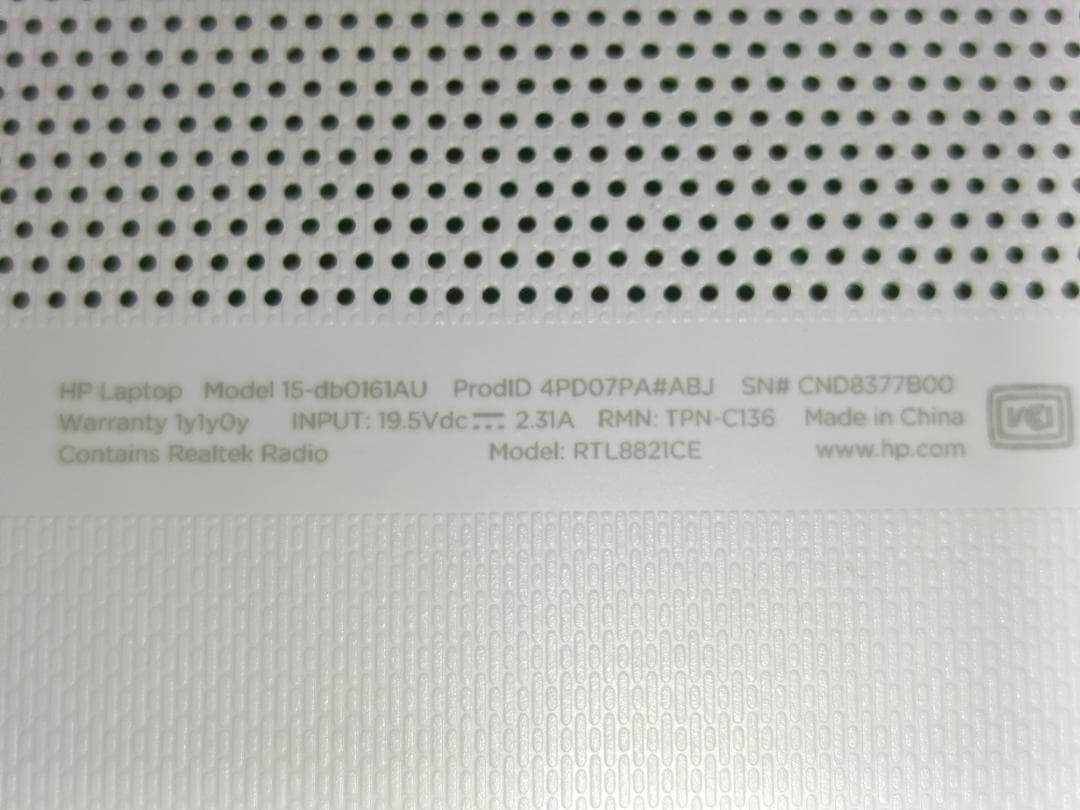 HP Laptop Model 15-db0161AU ProdID 4PD07PA#ABJ SN# CND8377B00
Warranty 1y1y0y INPUT: 19.5Vdc⎓ 2.31A RMN: TPN-C136 Made in China
Contains Realtek Radio Model: RTL8821CE www.hp.com
VCI